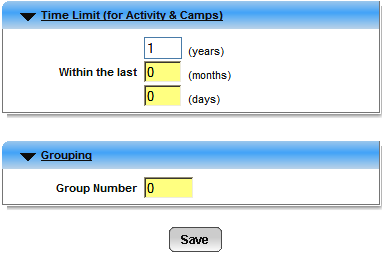 Time Limit (for Activity & Camps)
1 (years)
Within the last 0 (months)
0 (days)
Grouping
Group Number 0
Save